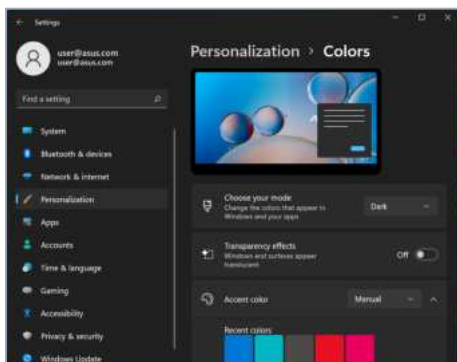 Settings
user@asus.com
user@asus.com
Find a setting
System
Bluetooth & devices
Network & internet
Personalization
Apps
Accounts
Time & language
Gaming
Accessibility
Privacy & security
Windows Update
Personalization > Colors
Choose your mode
Change the colors that appear in
Windows and your apps
Dark
Transparency effects
Windows and surfaces appear
translucent
Off
Accent color
Manual
Recent colors